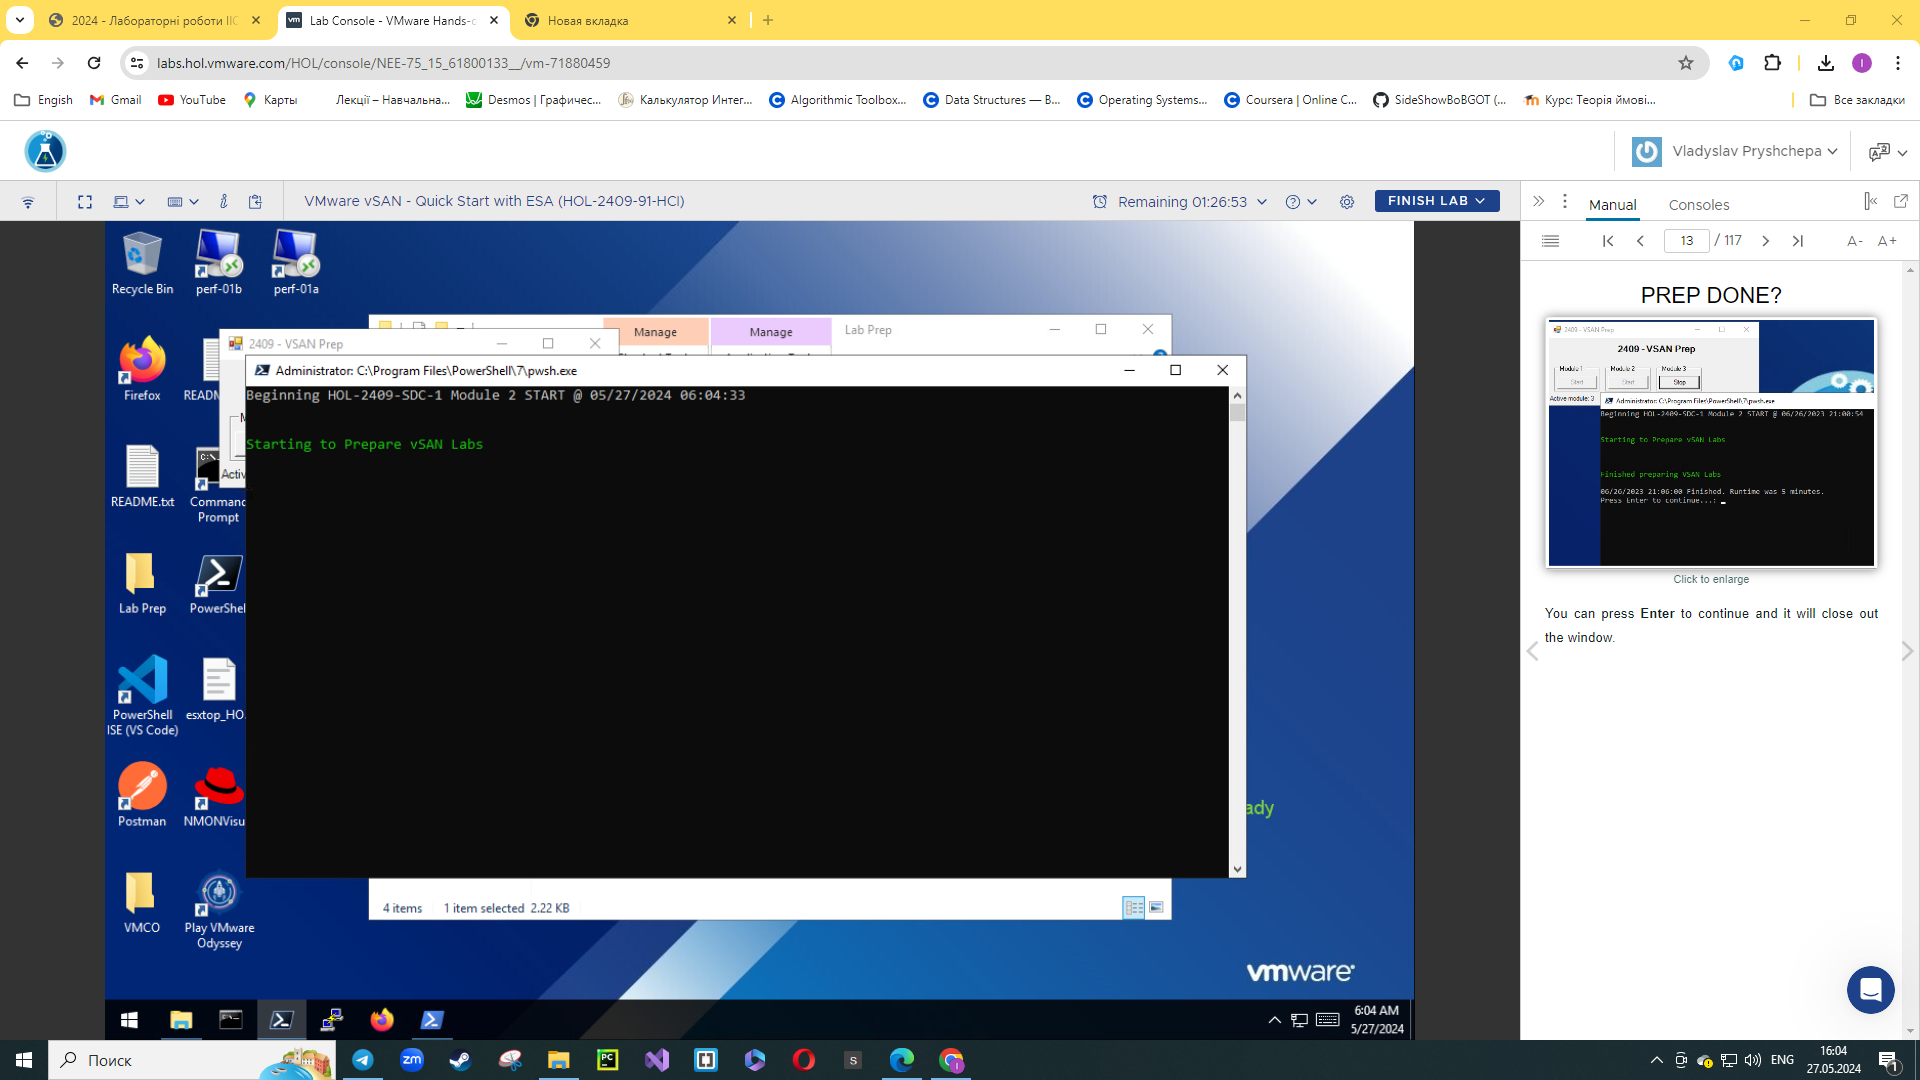 2024 - Лабораторні роботи ІІС
Lab Console - VMware Hands-o
Новая вкладка
labs.hol.vmware.com/HOL/console/NEE-75_15_61800133__/vm-71880459
Engish
Gmail
YouTube
Карты
Лекції – Навчальна...
Desmos | Графичес...
Калькулятор Интег...
Algorithmic Toolbox...
Data Structures — В...
Operating Systems...
Coursera | Online C...
SideShowBoBGOT (...
Курс: Теорія ймові...
Все закладки
Vladyslav Pryshchepa
VMware vSAN - Quick Start with ESA (HOL-2409-91-HCI)
Remaining 01:26:53
FINISH LAB
Manual
Consoles
13 / 117
A-
A+
Recycle Bin
perf-01b
perf-01a
Firefox
READM
README.txt
Command
Prompt
Lab Prep
PowerShel
PowerShell
ISE (VS Code)
esxtop_HO.
Postman
NMONVisu
VMCO
Play VMware
Odyssey
Manage
Manage
Lab Prep
2409 - VSAN Prep
M
Activ
Administrator: C:\Program Files\PowerShell\7\pwsh.exe
Beginning HOL-2409-SDC-1 Module 2 START @ 05/27/2024 06:04:33
Starting to Prepare vSAN Labs
ady
4 items
1 item selected 2.22 KB
vmware
6:04 AM
5/27/2024
PREP DONE?
2409 - VSAN Prep
2409 - VSAN Prep
Module 1
Module 2
Module 3
Start
Start
Stop
Active module: 3
Administrator: C:\Program Files\PowerShell\7\pwsh.exe
Beginning HOL-2409-SDC-1 Module 3 START @ 06/26/2023 21:00:54
Starting to Prepare vSAN Labs
Finished preparing VSAN Labs
06/26/2023 21:06:00 Finished. Runtime was 5 minutes.
Press Enter to continue...:
Click to enlarge
You can press Enter to continue and it will close out
the window.
Поиск
ENG
16:04
27.05.2024
1